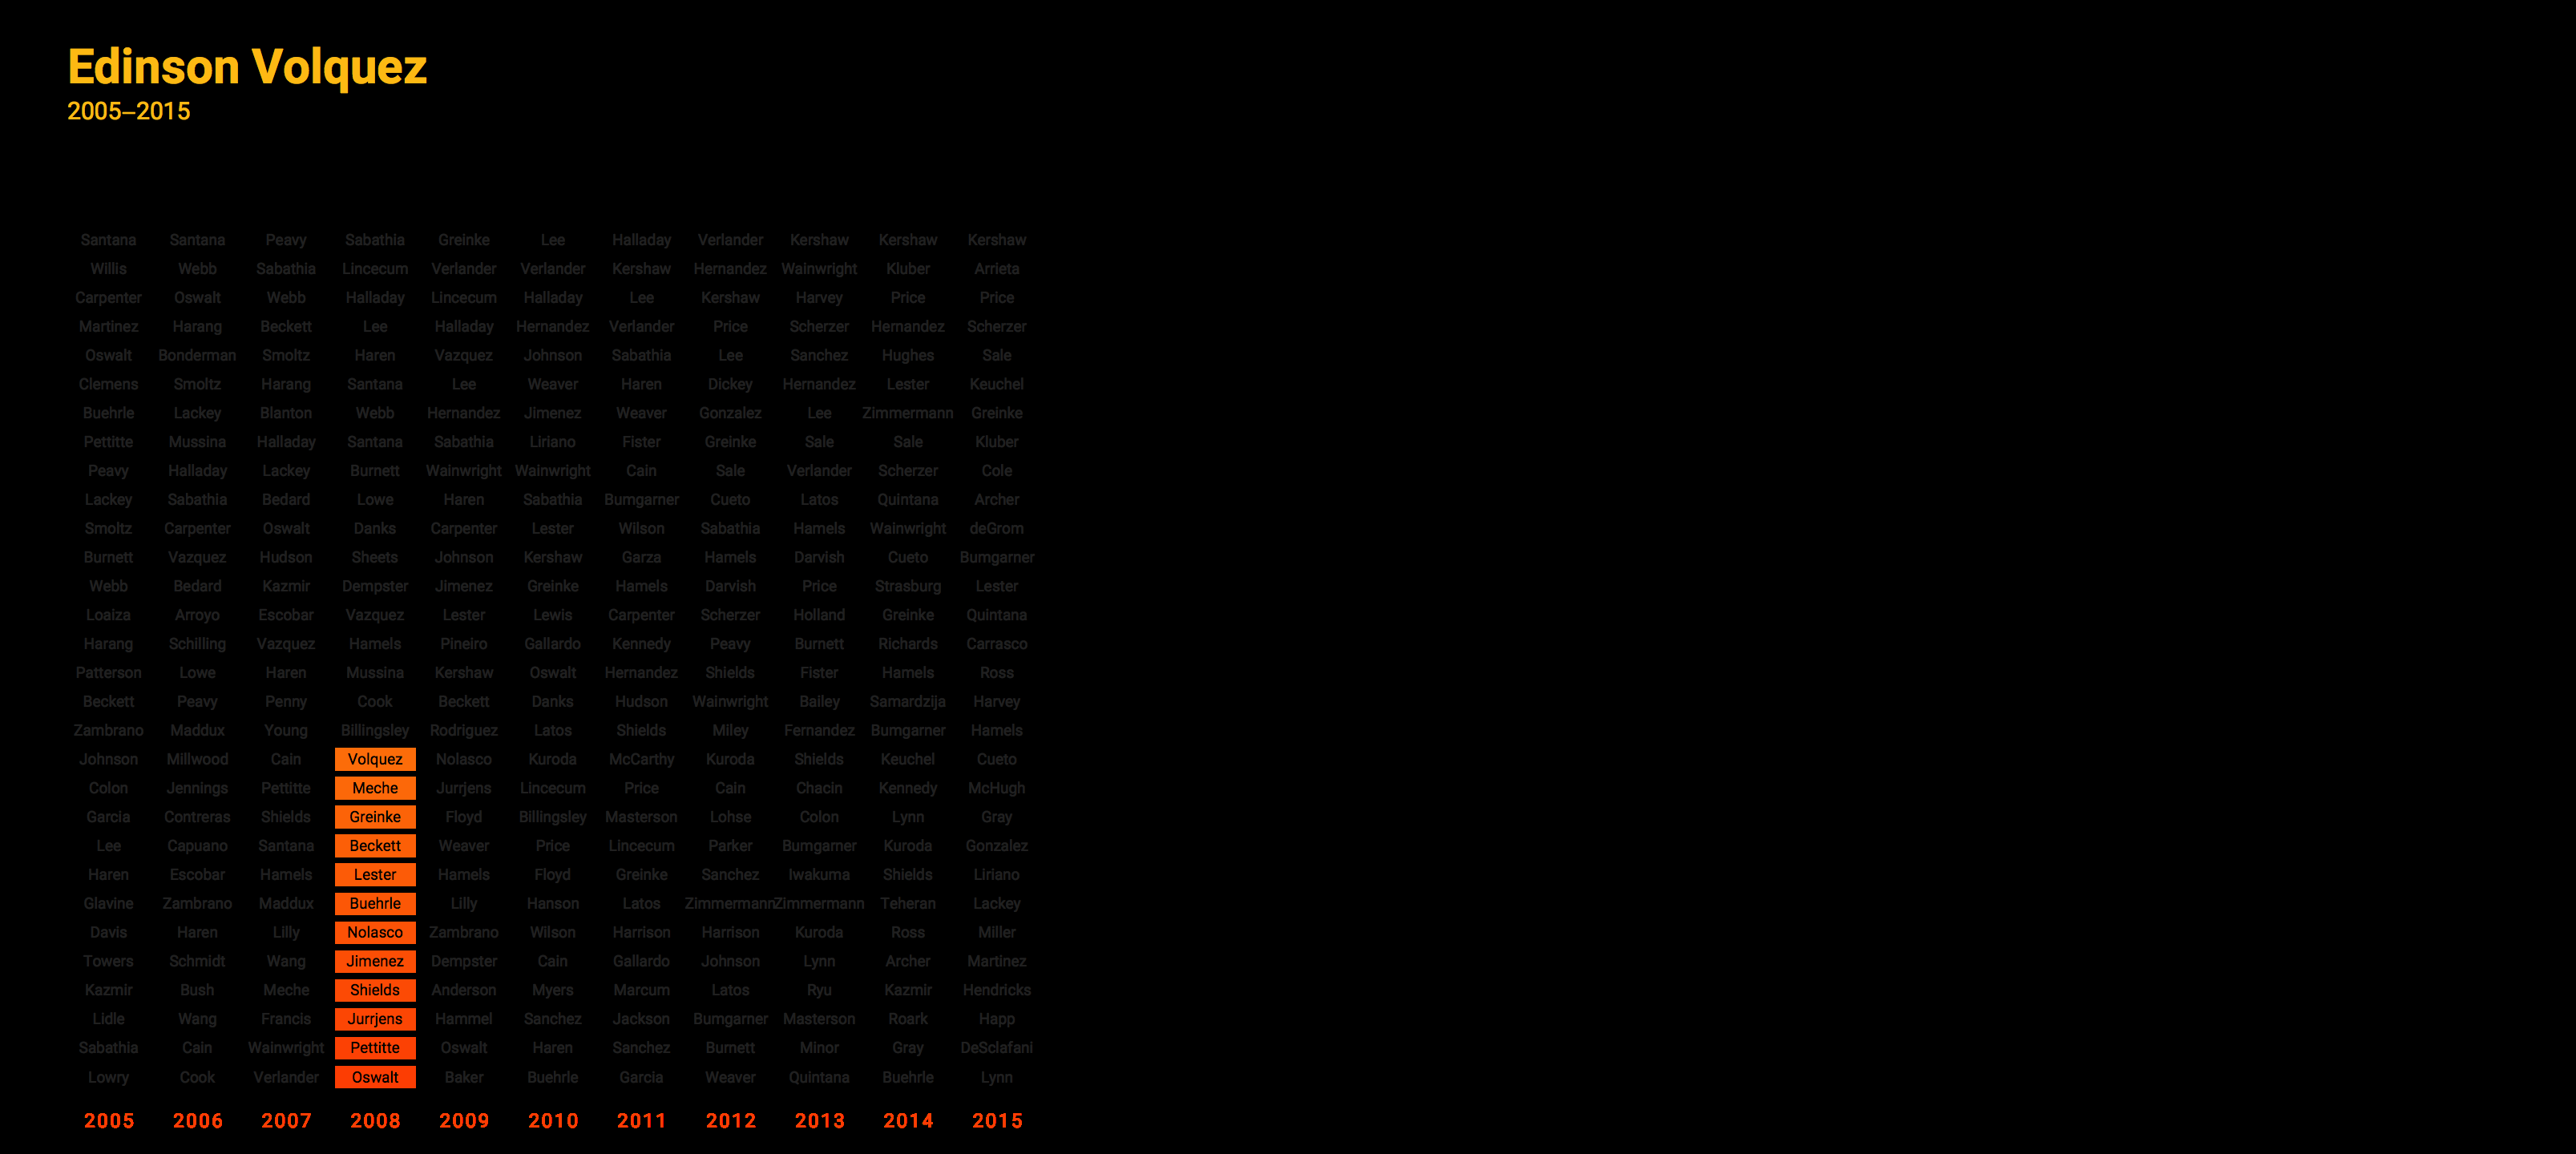 Edinson Volquez
2005–2015
Santana Santana Peavy Sabathia Greinke Lee Halladay Verlander Kershaw Kershaw Kershaw
Willis Webb Sabathia Lincecum Verlander Verlander Kershaw Hernandez Wainwright Kluber Arrieta
Carpenter Oswalt Webb Halladay Lincecum Halladay Lee Kershaw Harvey Price Price
Martinez Harang Beckett Lee Halladay Hernandez Verlander Price Scherzer Hernandez Scherzer
Oswalt Bonderman Smoltz Haren Vazquez Johnson Sabathia Lee Sanchez Hughes Sale
Clemens Smoltz Harang Santana Lee Weaver Haren Dickey Hernandez Lester Keuchel
Buehrle Lackey Blanton Webb Hernandez Jimenez Weaver Gonzalez Lee Zimmermann Greinke
Pettitte Mussina Halladay Santana Sabathia Liriano Fister Greinke Sale Sale Kluber
Peavy Halladay Lackey Burnett Wainwright Wainwright Cain Sale Verlander Scherzer Cole
Lackey Sabathia Bedard Lowe Haren Sabathia Bumgarner Cueto Latos Quintana Archer
Smoltz Carpenter Oswalt Danks Carpenter Lester Wilson Sabathia Hamels Wainwright deGrom
Burnett Vazquez Hudson Sheets Johnson Kershaw Garza Hamels Darvish Cueto Bumgarner
Webb Bedard Kazmir Dempster Jimenez Greinke Hamels Darvish Price Strasburg Lester
Loaiza Arroyo Escobar Vazquez Lester Lewis Carpenter Scherzer Holland Greinke Quintana
Harang Schilling Vazquez Hamels Pineiro Gallardo Kennedy Peavy Burnett Richards Carrasco
Patterson Lowe Haren Mussina Kershaw Oswalt Hernandez Shields Fister Hamels Ross
Beckett Peavy Penny Cook Beckett Danks Hudson Wainwright Bailey Samardzija Harvey
Zambrano Maddux Young Billingsley Rodriguez Latos Shields Miley Fernandez Bumgarner Hamels
Johnson Millwood Cain Volquez Nolasco Kuroda McCarthy Kuroda Shields Keuchel Cueto
Colon Jennings Pettitte Meche Jurrjens Lincecum Price Cain Chacin Kennedy McHugh
Garcia Contreras Shields Greinke Floyd Billingsley Masterson Lohse Colon Lynn Gray
Lee Capuano Santana Beckett Weaver Price Lincecum Parker Bumgarner Kuroda Gonzalez
Haren Escobar Hamels Lester Hamels Floyd Greinke Sanchez Iwakuma Shields Liriano
Glavine Zambrano Maddux Buehrle Lilly Hanson Latos Zimmermann Zimmermann Teheran Lackey
Davis Haren Lilly Nolasco Zambrano Wilson Harrison Harrison Kuroda Ross Miller
Towers Schmidt Wang Jimenez Dempster Cain Gallardo Johnson Lynn Archer Martinez
Kazmir Bush Meche Shields Anderson Myers Marcum Latos Ryu Kazmir Hendricks
Lidle Wang Francis Jurrjens Hammel Sanchez Jackson Bumgarner Masterson Roark Happ
Sabathia Cain Wainwright Pettitte Oswalt Haren Sanchez Burnett Minor Gray DeSclafani
Lowry Cook Verlander Oswalt Baker Buehrle Garcia Weaver Quintana Buehrle Lynn
2005 2006 2007 2008 2009 2010 2011 2012 2013 2014 2015